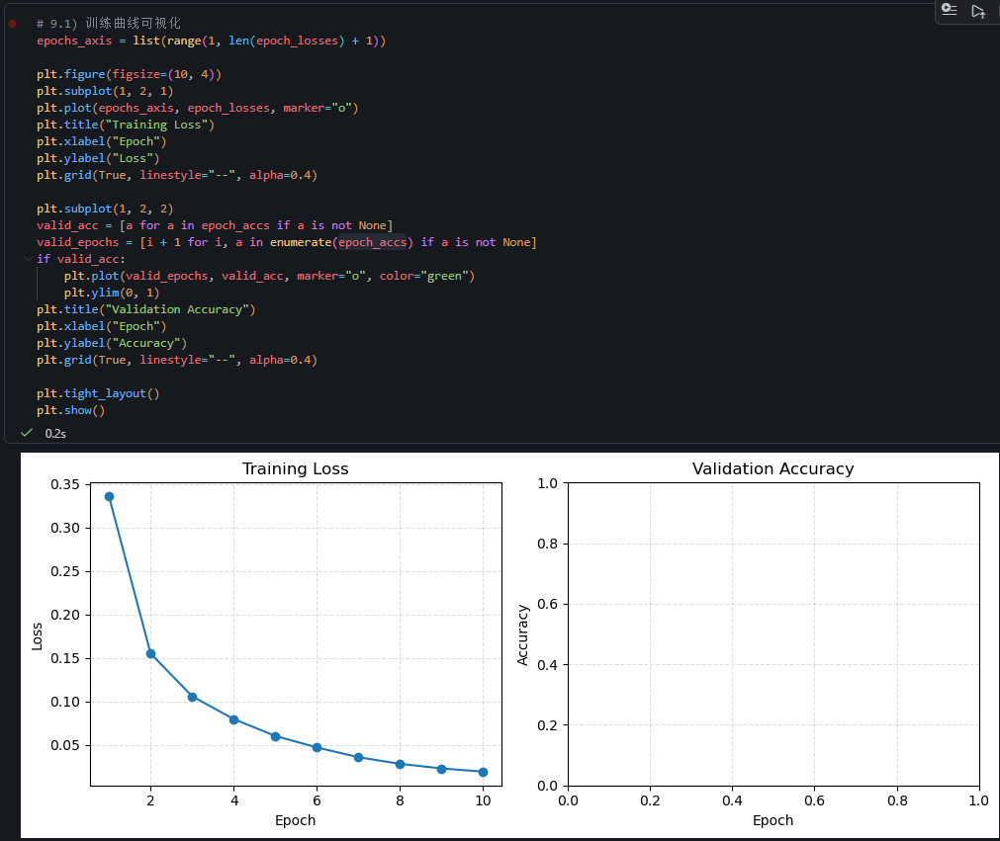 # 9.1) 训练曲线可视化
epochs_axis = list(range(1, len(epoch_losses) + 1))
plt.figure(figsize=(10, 4))
plt.subplot(1, 2, 1)
plt.plot(epochs_axis, epoch_losses, marker="o")
plt.title("Training Loss")
plt.xlabel("Epoch")
plt.ylabel("Loss")
plt.grid(True, linestyle="--", alpha=0.4)
plt.subplot(1, 2, 2)
valid_acc = [a for a in epoch_accs if a is not None]
valid_epochs = [i + 1 for i, a in enumerate(epoch_accs) if a is not None]
if valid_acc:
    plt.plot(valid_epochs, valid_acc, marker="o", color="green")
    plt.ylim(0, 1)
plt.title("Validation Accuracy")
plt.xlabel("Epoch")
plt.ylabel("Accuracy")
plt.grid(True, linestyle="--", alpha=0.4)
plt.tight_layout()
plt.show()
0.2s
Training Loss
0.35
0.30
0.25
0.20
0.15
0.10
0.05
Loss
2 4 6 8 10
Epoch
Validation Accuracy
1.0
0.8
0.6
0.4
0.2
0.0
Accuracy
0.0 0.2 0.4 0.6 0.8 1.0
Epoch